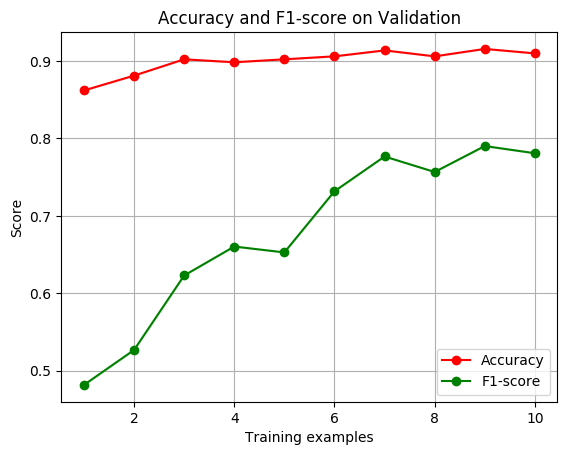 Accuracy and F1-score on Validation
Score
0.9
0.8
0.7
0.6
0.5
2 4 6 8 10
Training examples
Accuracy
F1-score